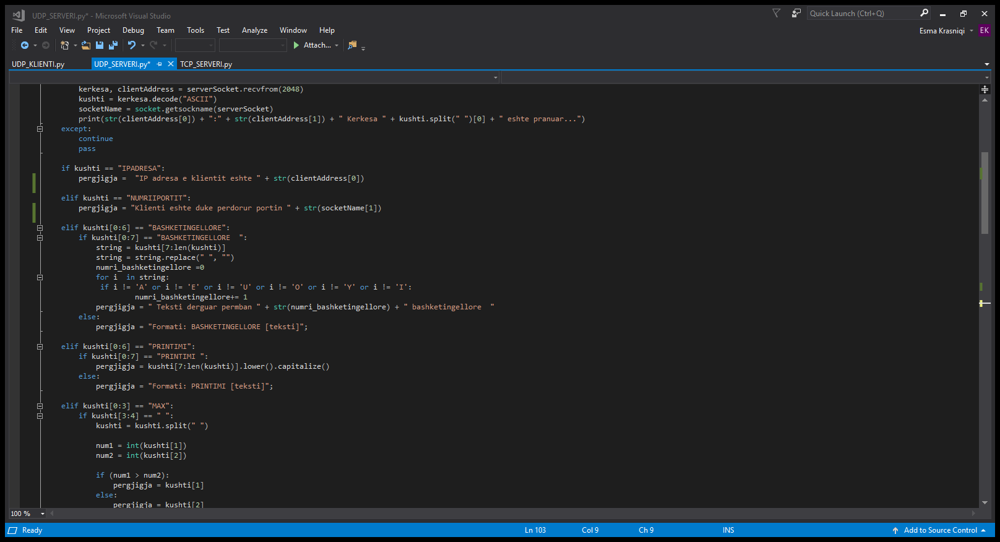 UDP_SERVERI.py* - Microsoft Visual Studio
Quick Launch (Ctrl+Q)
File Edit View Project Debug Team Tools Test Analyze Window Help
Esma Krasniqi EK
Attach...
UDP_KLIENTI.py UDP_SERVERI.py* TCP_SERVERI.py
kerkesa, clientAddress = serverSocket.recvfrom(2048)
kushti = kerkesa.decode("ASCII")
socketName = socket.getsockname(serverSocket)
print(str(clientAddress[0]) + ":" + str(clientAddress[1]) + " Kerkesa " + kushti.split(" ")[0] + " eshte pranuar...")
except:
continue
pass
if kushti == "IPADRESA":
pergjigja =  "IP adresa e klientit eshte " + str(clientAddress[0])
elif kushti == "NUMRIIPORTIT":
pergjigja = "Klienti eshte duke perdorur portin " + str(socketName[1])
elif kushti[0:6] == "BASHKETINGELLORE":
if kushti[0:7] == "BASHKETINGELLORE  ":
string = kushti[7:len(kushti)]
string = string.replace(" ", "")
numri_bashketingellore =0
for i  in string:
if i != 'A' or i != 'E' or i != 'U' or i != 'O' or i != 'Y' or i != 'I':
numri_bashketingellore+= 1
pergjigja = " Teksti derguar permban " + str(numri_bashketingellore) + " bashketingellore  "
else:
pergjigja = "Formati: BASHKETINGELLORE [teksti]";
elif kushti[0:6] == "PRINTIMI":
if kushti[0:7] == "PRINTIMI ":
pergjigja = kushti[7:len(kushti)].lower().capitalize()
else:
pergjigja = "Formati: PRINTIMI [teksti]";
elif kushti[0:3] == "MAX":
if kushti[3:4] == " ":
kushti = kushti.split(" ")
num1 = int(kushti[1])
num2 = int(kushti[2])
if (num1 > num2):
pergjigja = kushti[1]
else:
pergjigja = kushti[2]
100 %
Ready Ln 103 Col 9 Ch 9 INS Add to Source Control